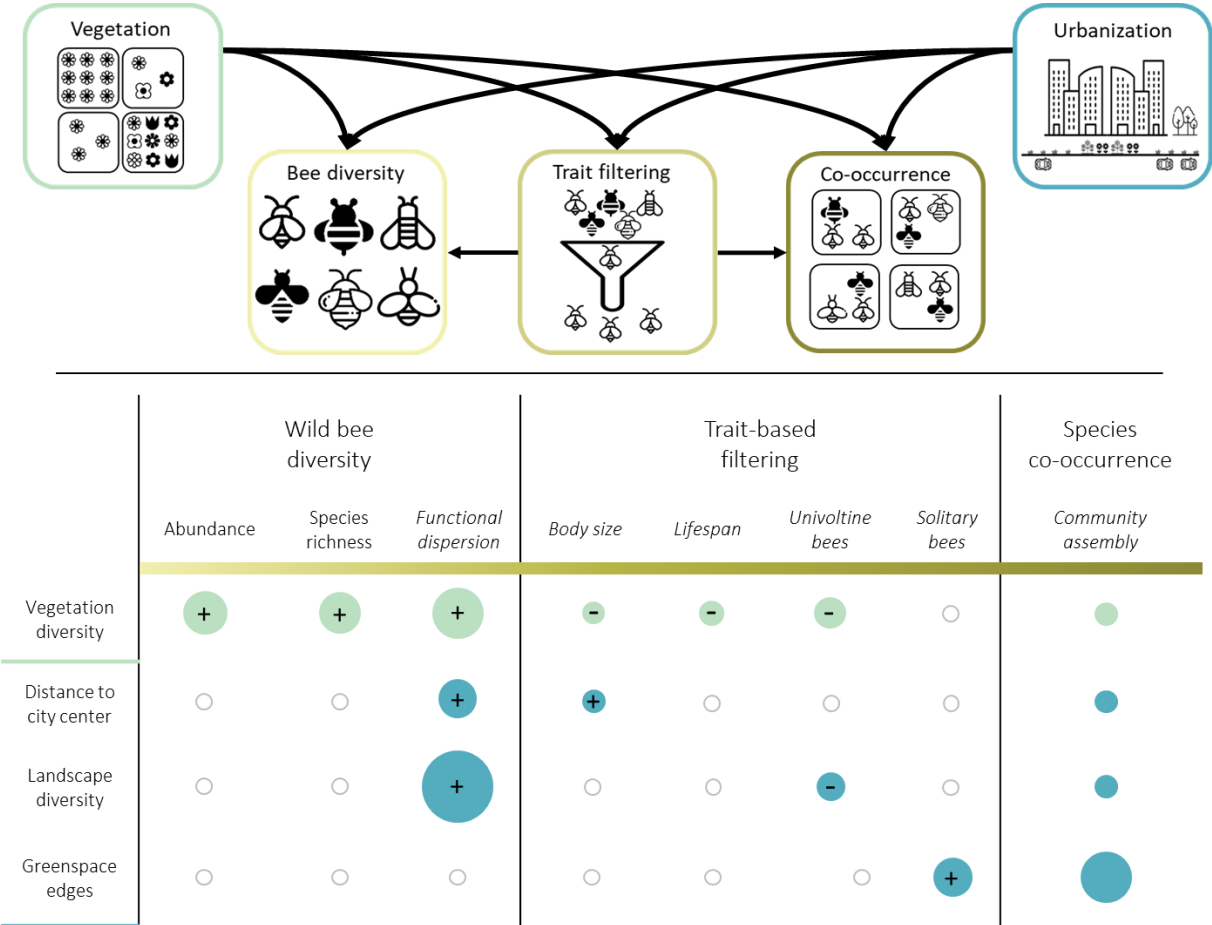 Vegetation
Urbanization
Bee diversity
Trait filtering
Co-occurrence
Wild bee
diversity
Trait-based
filtering
Species
co-occurrence
Abundance
Species
richness
Functional
dispersion
Body size
Lifespan
Univoltine
bees
Solitary
bees
Community
assembly
Vegetation
diversity
+ + + - - -
Distance to
city center
+ +
Landscape
diversity
+ -
Greenspace
edges
+